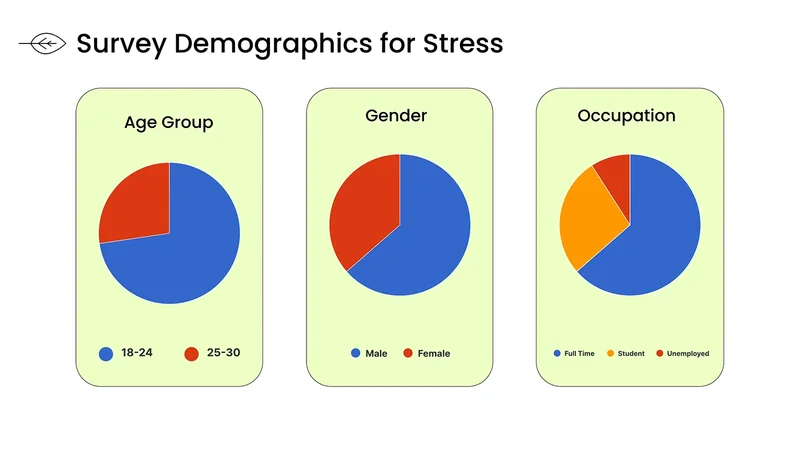 Survey Demographics for Stress
Age Group
18-24
25-30
Gender
Male
Female
Occupation
Full Time
Student
Unemployed